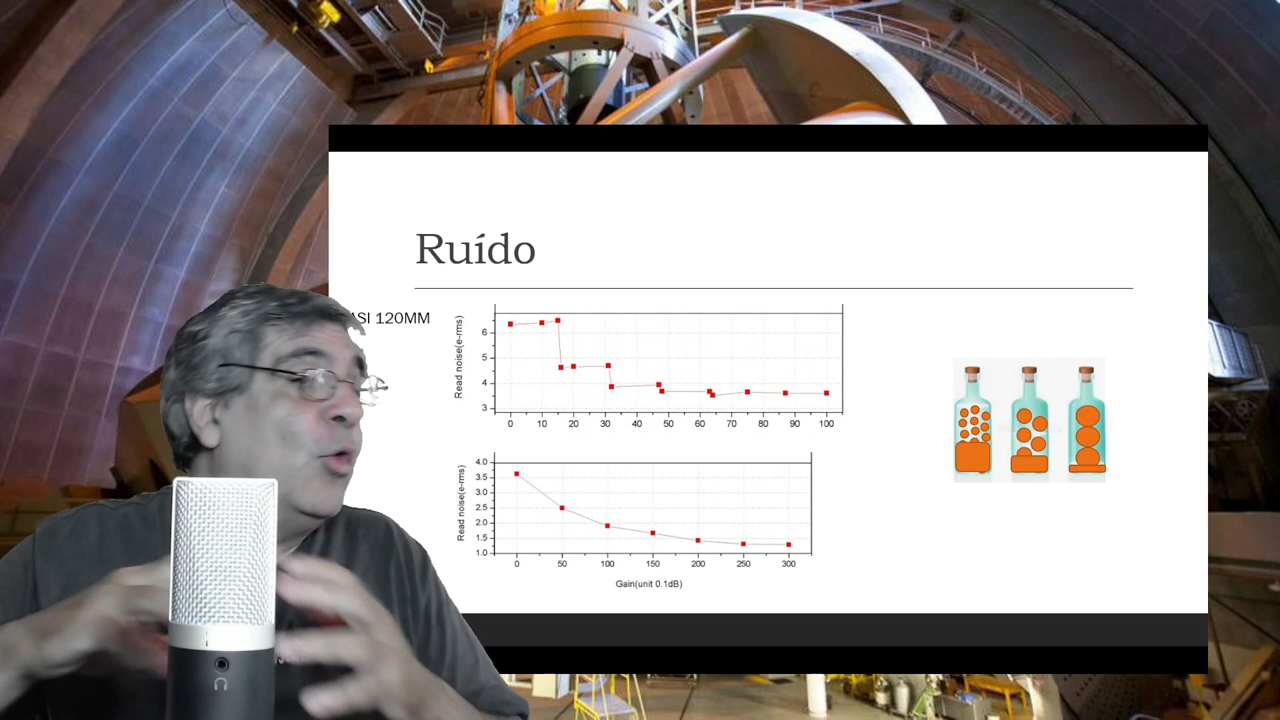 Ruído
ASI 120MM
Read noise(e-rms)
6
5
4
3
0 10 20 30 40 50 60 70 80 90 100
Read noise(e-rms)
4.0
3.5
3.0
2.5
2.0
1.5
1.0
0 50 100 150 200 250 300
Gain(unit 0.1dB)